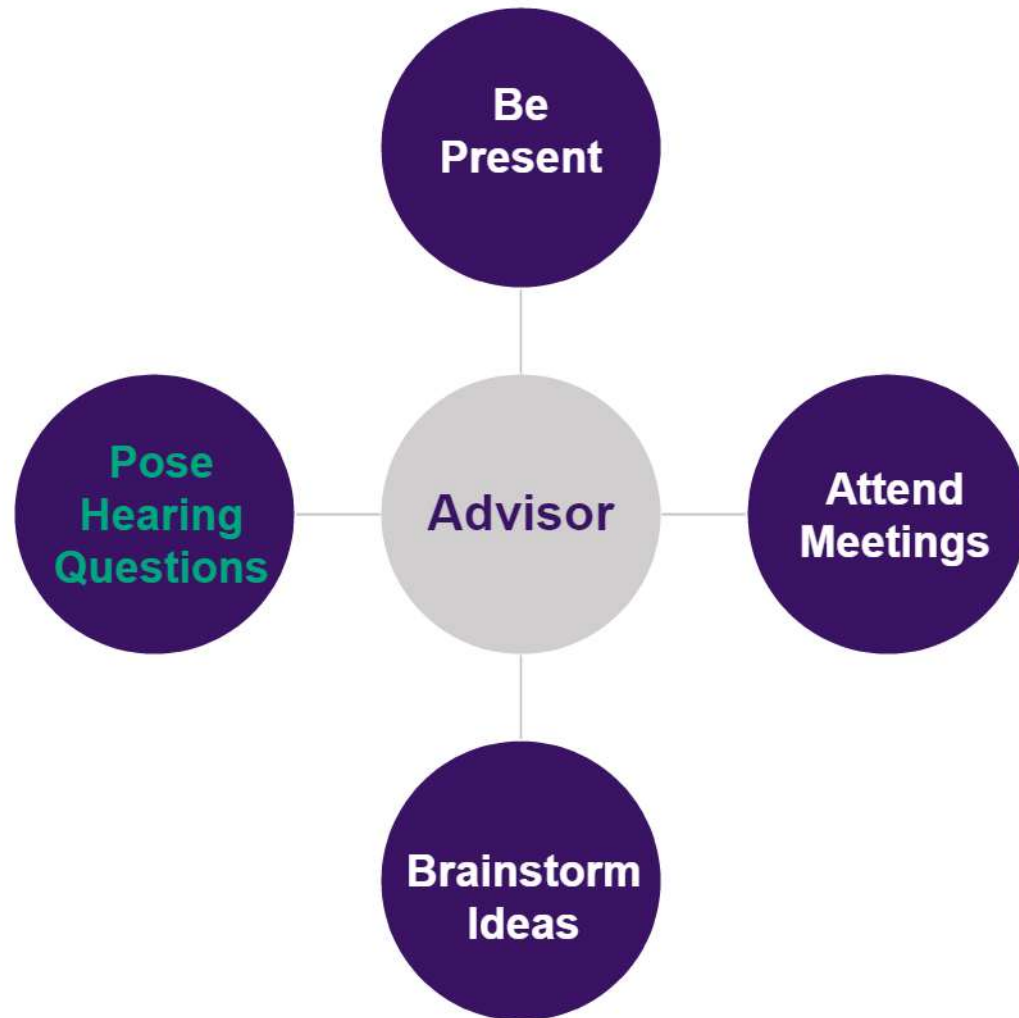 Be
Present
Pose
Hearing
Questions
Advisor
Attend
Meetings
Brainstorm
Ideas